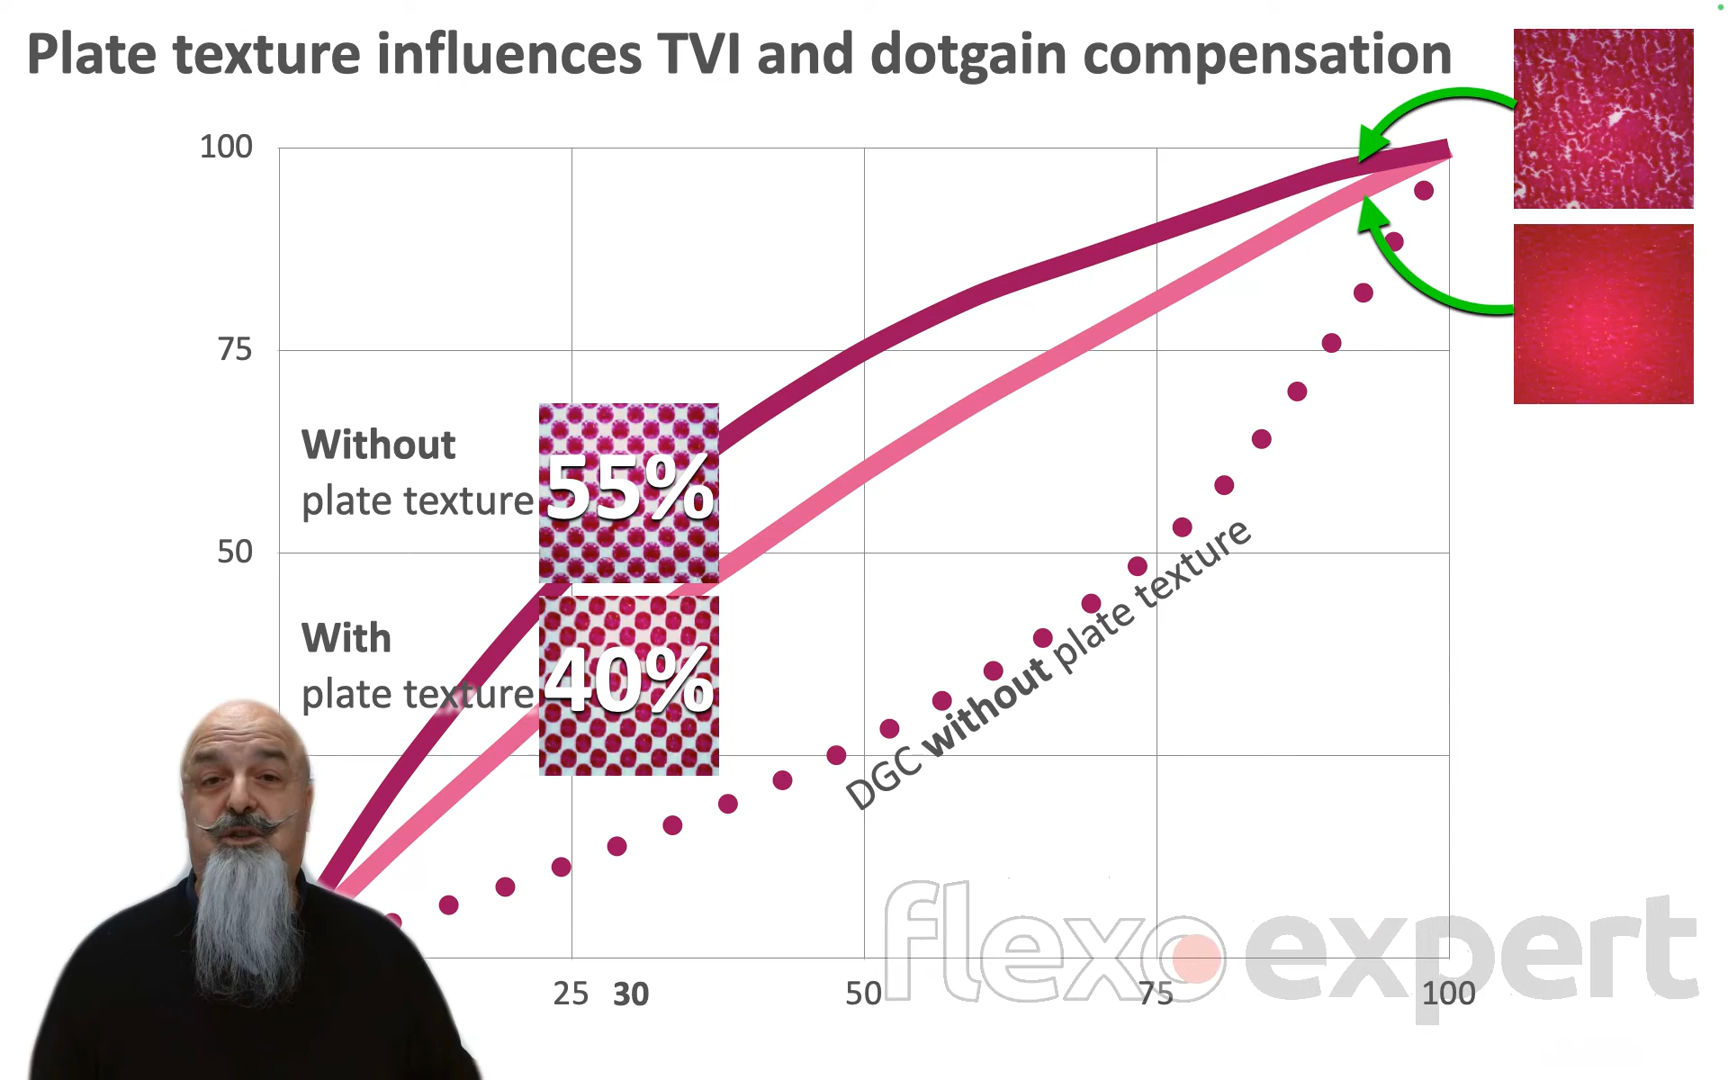 Plate texture influences TVI and dotgain compensation
100
75
50
Without
plate texture
55%
With
plate texture
40%
DGC without plate texture
25
30
50
75
100
flexo expert